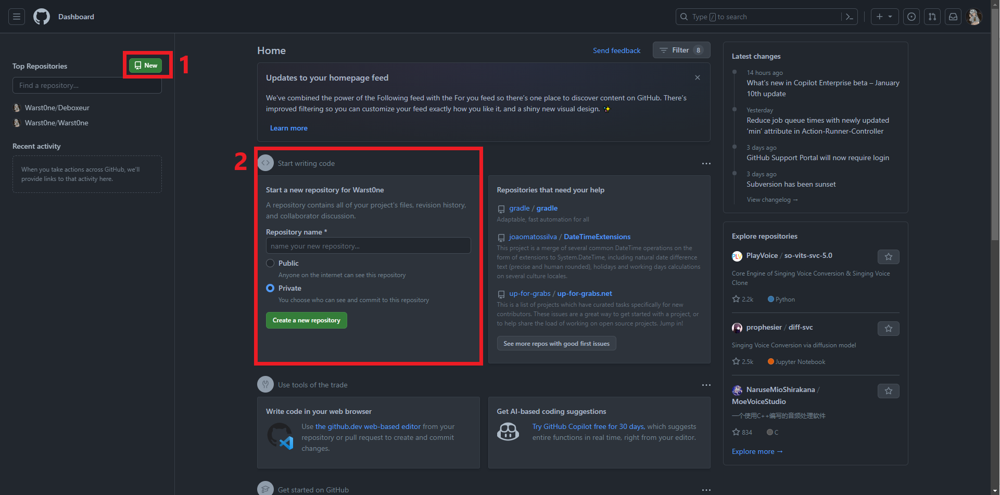 Dashboard
Type / to search
Top Repositories
New
1
Find a repository...
Warst0ne/Deboxeur
Warst0ne/Warst0ne
Recent activity
When you take actions across GitHub, we'll
provide links to that activity here.
Home
Send feedback
Filter 8
Updates to your homepage feed
We've combined the power of the Following feed with the For you feed so there's one place to discover content on GitHub. There's
improved filtering so you can customize your feed exactly how you like it, and a shiny new visual design. ✨
Learn more
2
Start writing code
Start a new repository for Warst0ne
A repository contains all of your project's files, revision history,
and collaborator discussion.
Repository name *
name your new repository...
Public
Anyone on the internet can see this repository
Private
You choose who can see and commit to this repository
Create a new repository
Repositories that need your help
gradle / gradle
Adaptable, fast automation for all
joaomatossilva / DateTimeExtensions
This project is a merge of several common DateTime operations on the
form of extensions to System.DateTime, including natural date difference
text (precise and human rounded), holidays and working days calculations
on several culture locales.
up-for-grabs / up-for-grabs.net
This is a list of projects which have curated tasks specifically for new
contributors. These issues are a great way to get started with a project, or
to help share the load of working on open source projects. Jump in!
See more repos with good first issues
Use tools of the trade
Write code in your web browser
Use the github.dev web-based editor from your
repository or pull request to create and commit
changes.
Get AI-based coding suggestions
Try GitHub Copilot free for 30 days, which suggests
entire functions in real time, right from your editor.
Get started on GitHub
Latest changes
14 hours ago
What's new in Copilot Enterprise beta – January
10th update
Yesterday
Reduce job queue times with newly updated
'min' attribute in Action-Runner-Controller
3 days ago
GitHub Support Portal will now require login
3 days ago
Subversion has been sunset
View changelog →
Explore repositories
PLV
PlayVoice / so-vits-svc-5.0
Core Engine of Singing Voice Conversion & Singing Voice
Clone
2.2k Python
prophesier / diff-svc
Singing Voice Conversion via diffusion model
2.5k Jupyter Notebook
NaruseMioShirakana /
MoeVoiceStudio
一个使用C++编写的音频处理软件
834 C
Explore more →